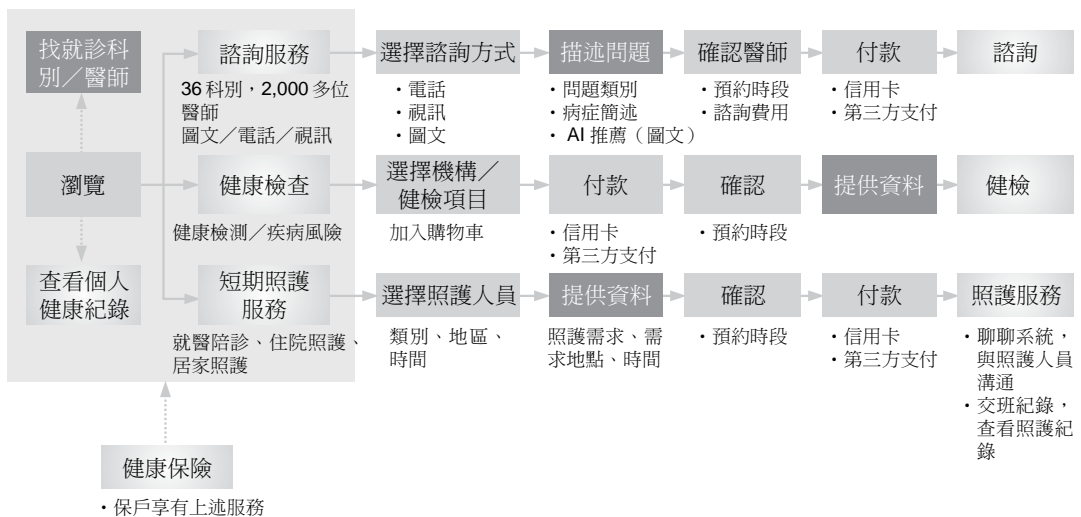 找就診科
別／醫師
瀏覽
查看個人
健康紀錄
諮詢服務
36 科別，2,000 多位
醫師
圖文／電話／視訊
選擇諮詢方式
・電話
・視訊
・圖文
描述問題
・問題類別
・病症簡述
・AI 推薦（圖文）
確認醫師
・預約時段
・諮詢費用
付款
・信用卡
・第三方支付
諮詢
健康檢查
健康檢測／疾病風險
選擇機構／
健檢項目
加入購物車
付款
・信用卡
・第三方支付
確認
・預約時段
提供資料
健檢
短期照護
服務
就醫陪診、住院照護、
居家照護
選擇照護人員
類別、地區、
時間
提供資料
照護需求、需
求地點、時間
確認
・預約時段
付款
・信用卡
・第三方支付
照護服務
・聊聊系統，
與照護人員
溝通
・交班紀錄，
查看照護紀
錄
健康保險
・保戶享有上述服務